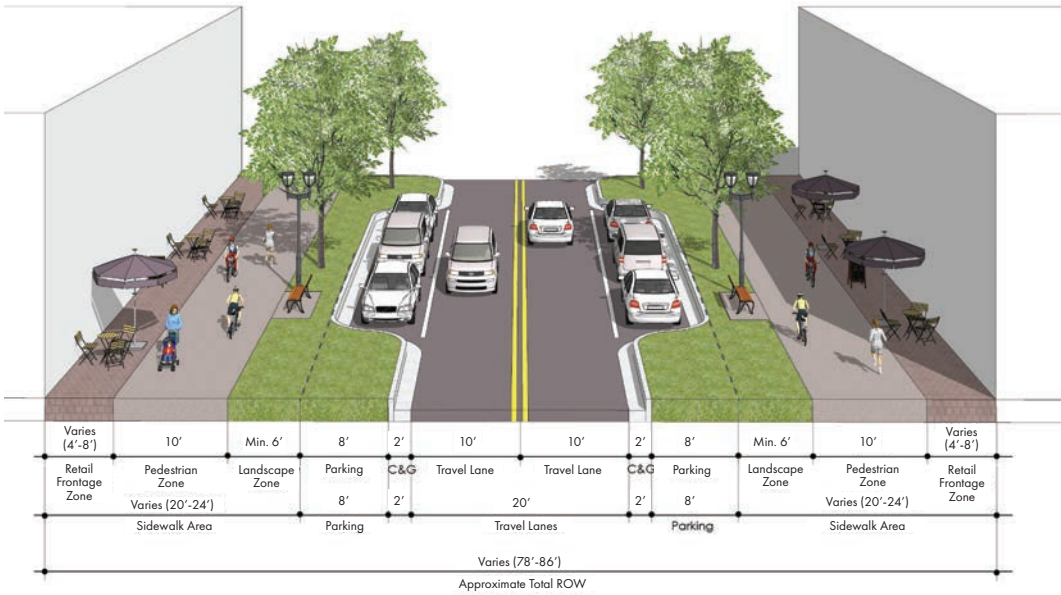 Varies
(4’-8’)
10’
Min. 6’
8’
2’
10’
10’
2’
8’
Min. 6’
10’
Varies
(4’-8’)
Retail
Frontage
Zone
Pedestrian
Zone
Landscape
Zone
Parking
C&G
Travel Lane
Travel Lane
C&G
Parking
Landscape
Zone
Pedestrian
Zone
Retail
Frontage
Zone
Varies (20’-24’)
8’
2’
20’
2’
8’
Varies (20’-24’)
Sidewalk Area
Parking
Travel Lanes
Parking
Sidewalk Area
Varies (78’-86’)
Approximate Total ROW